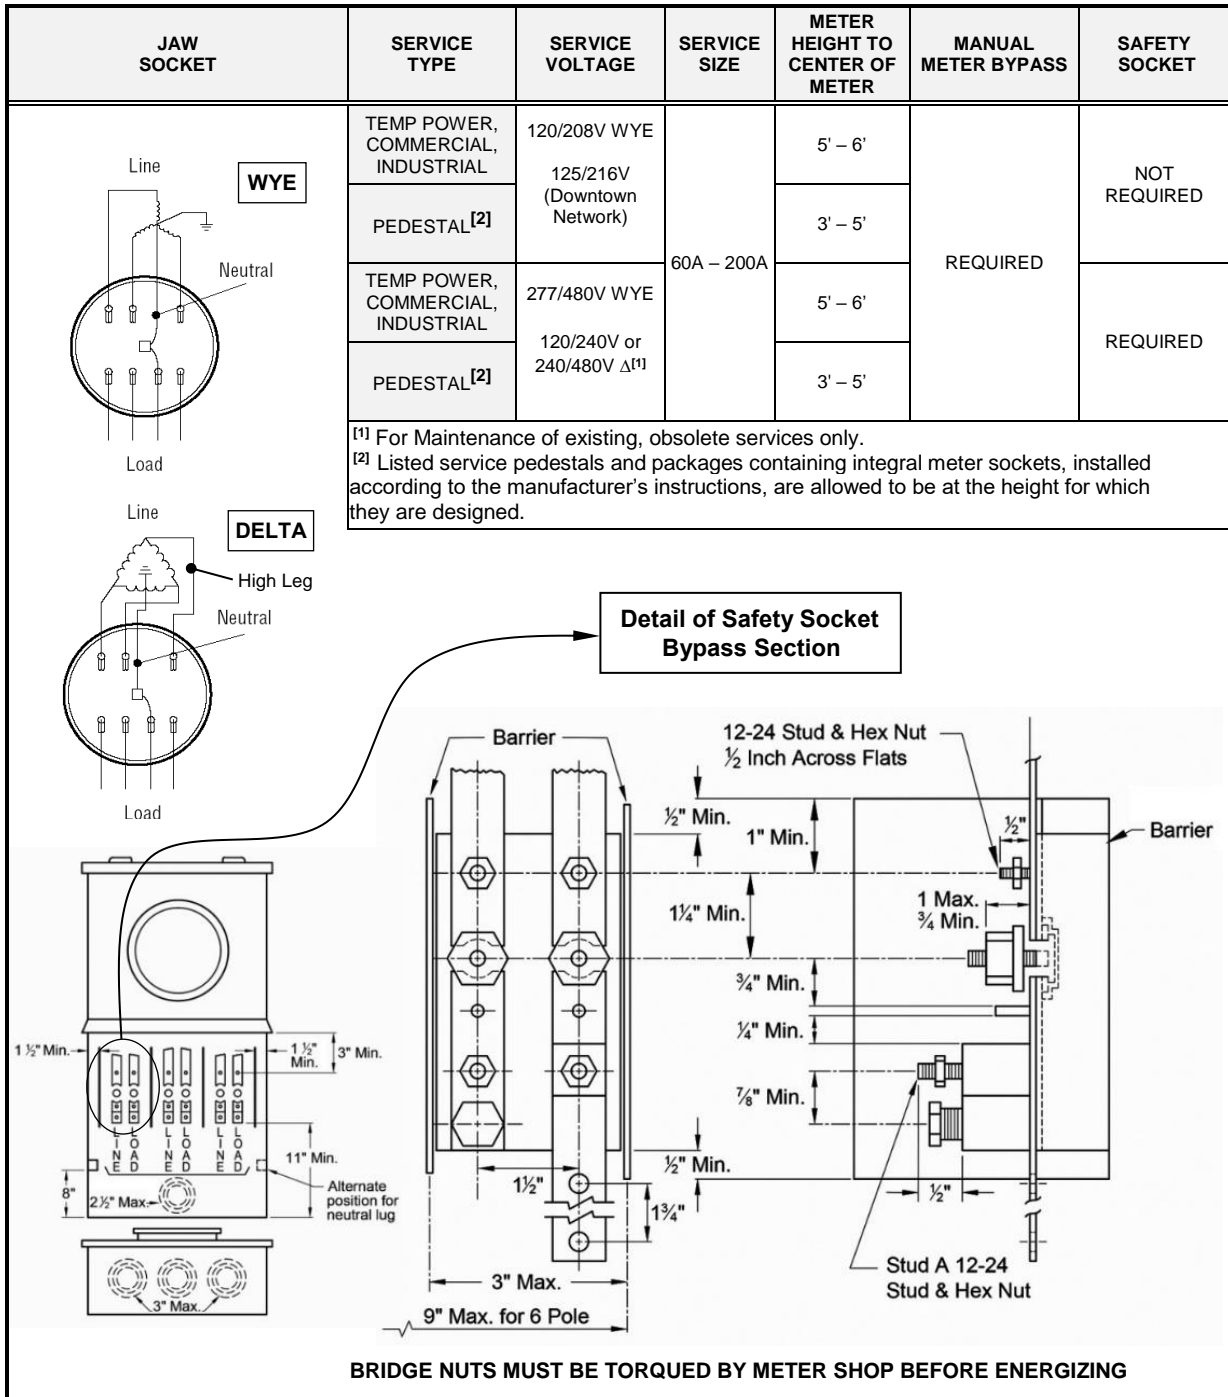 JAW
SOCKET
SERVICE
TYPE
SERVICE
VOLTAGE
SERVICE
SIZE
METER
HEIGHT TO
CENTER OF
METER
MANUAL
METER BYPASS
SAFETY
SOCKET
TEMP POWER,
COMMERCIAL,
INDUSTRIAL
120/208V WYE
125/216V
(Downtown
Network)
60A – 200A
5' – 6'
REQUIRED
NOT
REQUIRED
PEDESTAL[2]
3' – 5'
TEMP POWER,
COMMERCIAL,
INDUSTRIAL
277/480V WYE
120/240V or
240/480V Δ[1]
5' – 6'
REQUIRED
PEDESTAL[2]
3' – 5'
[1] For Maintenance of existing, obsolete services only.
[2] Listed service pedestals and packages containing integral meter sockets, installed
according to the manufacturer's instructions, are allowed to be at the height for which
they are designed.
Line
WYE
Neutral
Load
Line
DELTA
High Leg
Neutral
Load
Detail of Safety Socket
Bypass Section
Barrier
12-24 Stud & Hex Nut
½ Inch Across Flats
½" Min.
1" Min.
½"
Barrier
1¼" Min.
1 Max.
¾ Min.
¾" Min.
¼" Min.
⅞" Min.
½" Min.
½"
1½"
1¾"
Stud A 12-24
Stud & Hex Nut
3" Max.
9" Max. for 6 Pole
1 ½" Min.
1 ½"
Min.
3" Min.
LINE
LOAD
LINE
LOAD
LINE
LOAD
11" Min.
8"
2½" Max.
Alternate
position for
neutral lug
3" Max.
BRIDGE NUTS MUST BE TORQUED BY METER SHOP BEFORE ENERGIZING